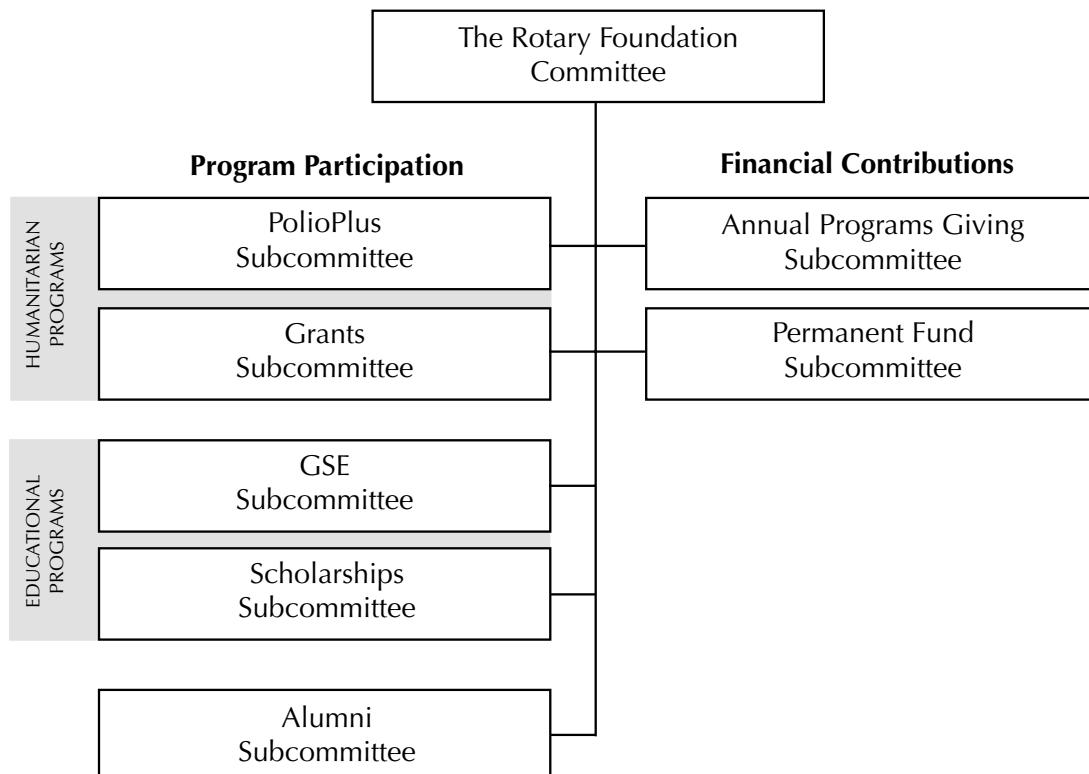 The Rotary Foundation
Committee
Program Participation
HUMANITARIAN
PROGRAMS
PolioPlus
Subcommittee
Grants
Subcommittee
EDUCATIONAL
PROGRAMS
GSE
Subcommittee
Scholarships
Subcommittee
Alumni
Subcommittee
Financial Contributions
Annual Programs Giving
Subcommittee
Permanent Fund
Subcommittee